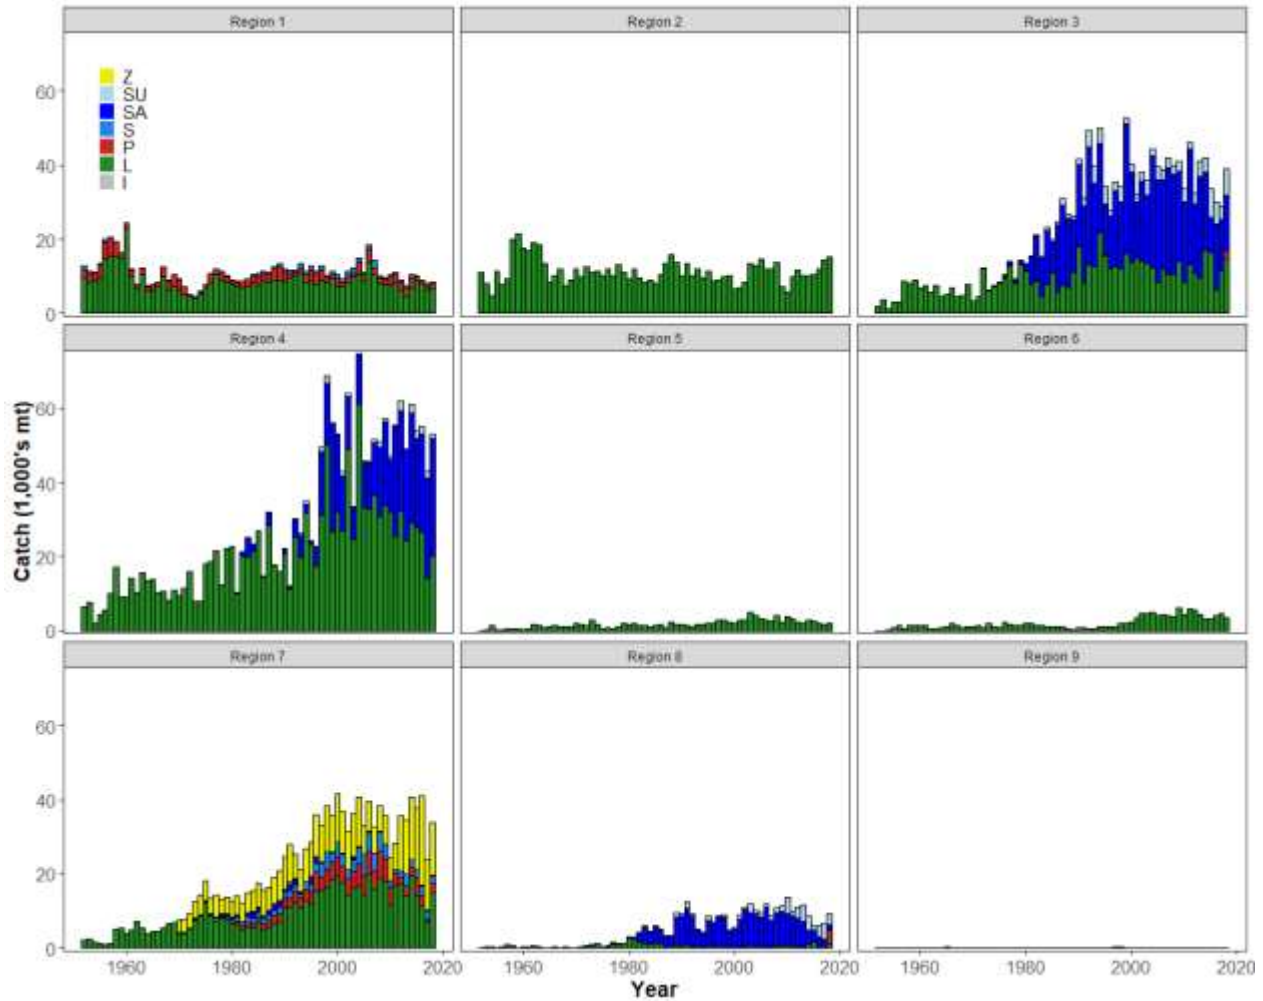 Region 1
Region 2
Region 3
Z
SU
SA
S
P
L
I
60
40
20
0
Region 4
Region 5
Region 6
60
40
20
0
Catch (1,000's mt)
Region 7
Region 8
Region 9
60
40
20
0
1960
1980
2000
2020
1960
1980
2000
2020
1960
1980
2000
2020
Year